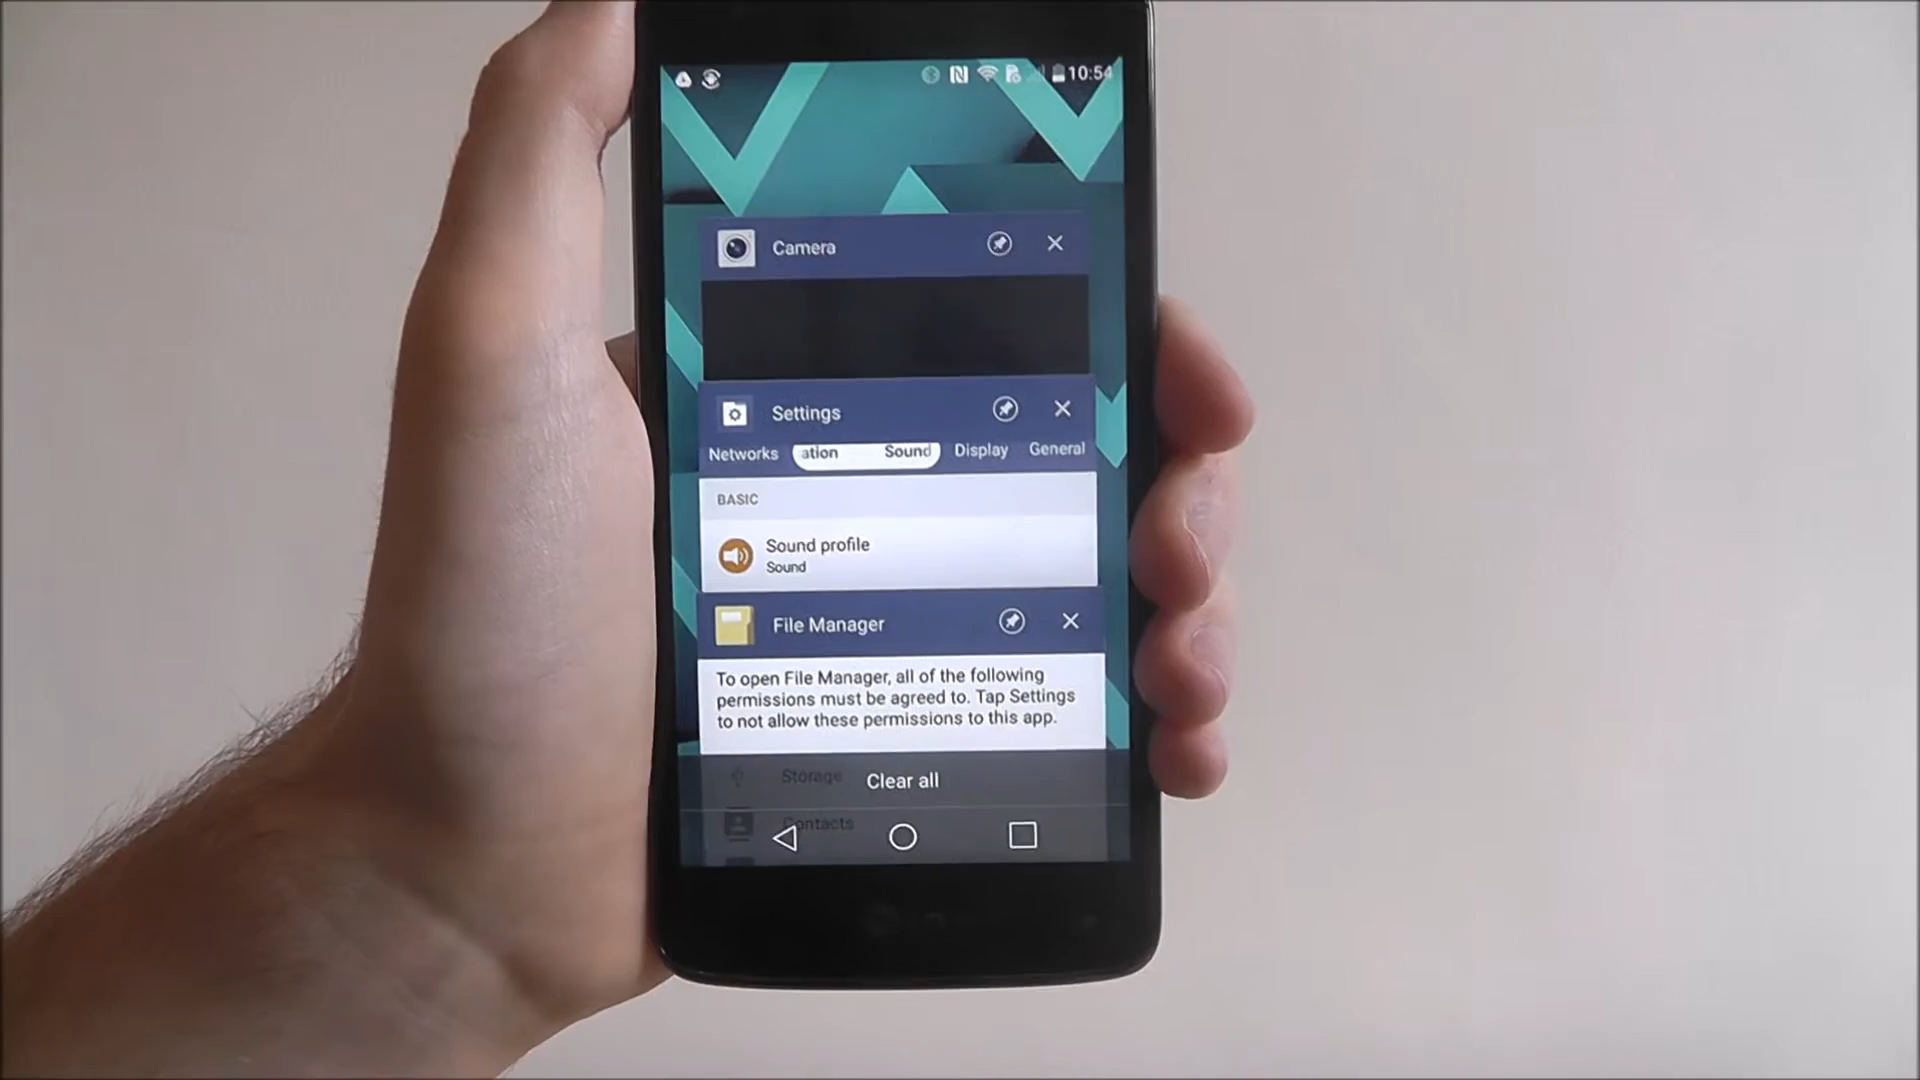 10:54
Camera
Settings
Networks ation Sound Display General
BASIC
Sound profile
Sound
File Manager
To open File Manager, all of the following
permissions must be agreed to. Tap Settings
to not allow these permissions to this app.
Storage
Clear all
Contacts
LG